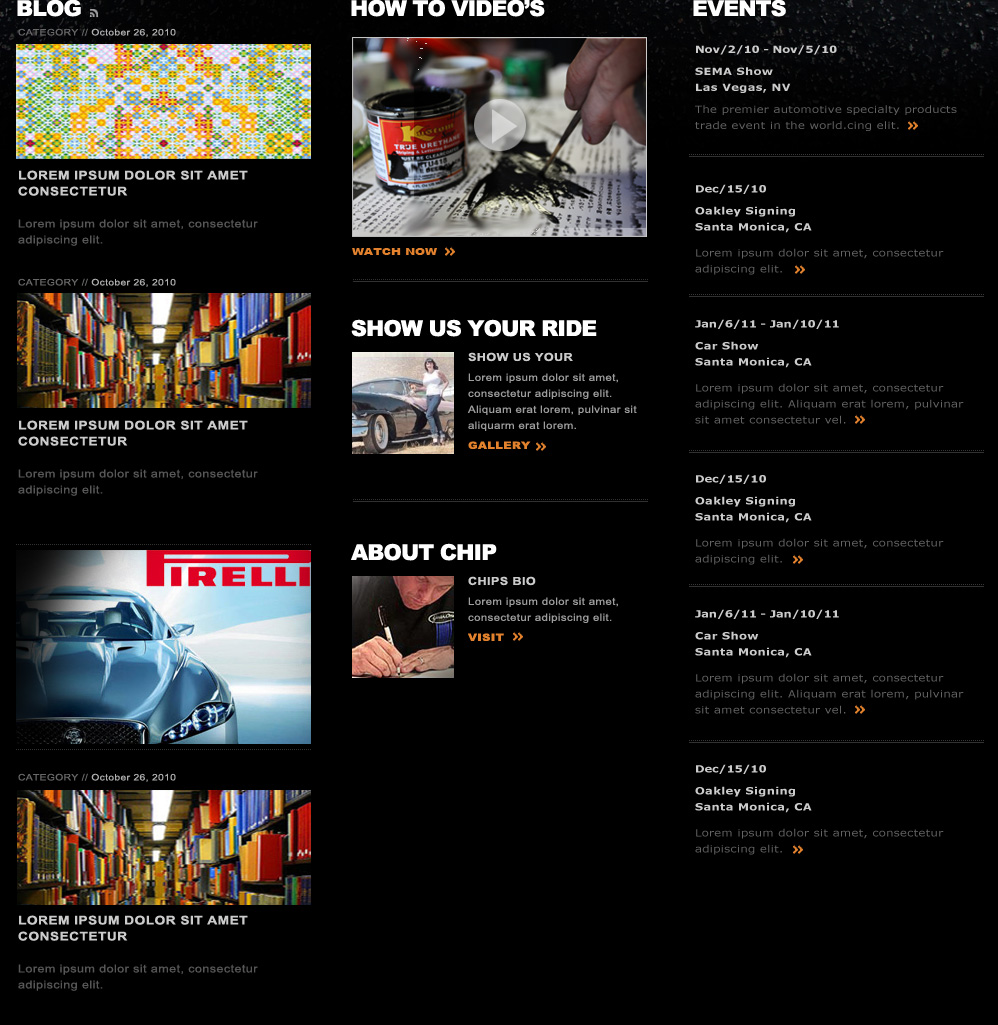 BLOG
CATEGORY // October 26, 2010
LOREM IPSUM DOLOR SIT AMET
CONSECTETUR
Lorem ipsum dolor sit amet, consectetur
adipiscing elit.
CATEGORY // October 26, 2010
LOREM IPSUM DOLOR SIT AMET
CONSECTETUR
Lorem ipsum dolor sit amet, consectetur
adipiscing elit.
PIRELLI
CATEGORY // October 26, 2010
LOREM IPSUM DOLOR SIT AMET
CONSECTETUR
Lorem ipsum dolor sit amet, consectetur
adipiscing elit.
HOW TO VIDEO'S
Kustom
TRUE URETHANE
Striping & Lettering
MUST BE CLEARCOATED
WATCH NOW »
SHOW US YOUR RIDE
SHOW US YOUR
Lorem ipsum dolor sit amet,
consectetur adipiscing elit.
Aliquam erat lorem, pulvinar sit
aliquarm erat lorem.
GALLERY »
ABOUT CHIP
CHIPS BIO
Lorem ipsum dolor sit amet,
consectetur adipiscing elit.
VISIT »
EVENTS
Nov/2/10 - Nov/5/10
SEMA Show
Las Vegas, NV
The premier automotive specialty products
trade event in the world.cing elit. »
Dec/15/10
Oakley Signing
Santa Monica, CA
Lorem ipsum dolor sit amet, consectetur
adipiscing elit. »
Jan/6/11 - Jan/10/11
Car Show
Santa Monica, CA
Lorem ipsum dolor sit amet, consectetur
adipiscing elit. Aliquam erat lorem, pulvinar
sit amet consectetur vel. »
Dec/15/10
Oakley Signing
Santa Monica, CA
Lorem ipsum dolor sit amet, consectetur
adipiscing elit. »
Jan/6/11 - Jan/10/11
Car Show
Santa Monica, CA
Lorem ipsum dolor sit amet, consectetur
adipiscing elit. Aliquam erat lorem, pulvinar
sit amet consectetur vel. »
Dec/15/10
Oakley Signing
Santa Monica, CA
Lorem ipsum dolor sit amet, consectetur
adipiscing elit. »